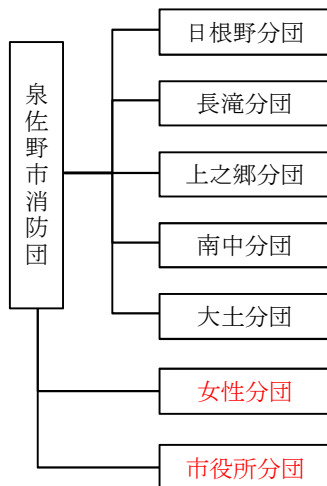 泉佐野市消防団
日根野分団
長滝分団
上之郷分団
南中分団
大土分団
女性分団
市役所分団